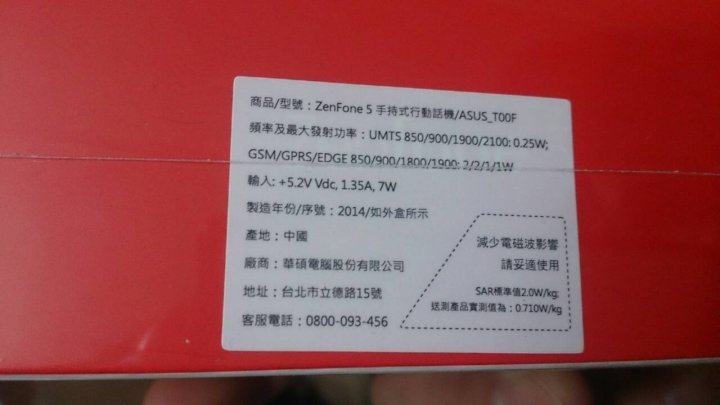 商品/型號：ZenFone 5 手持式行動話機/ASUS_T00F
頻率及最大發射功率：UMTS 850/900/1900/2100: 0.25W;
GSM/GPRS/EDGE 850/900/1800/1900: 2/2/1/1W
輸入: +5.2V Vdc, 1.35A, 7W
製造年份/序號：2014/如外盒所示
產地：中國
廠商：華碩電腦股份有限公司
地址：台北市立德路15號
客服電話：0800-093-456
減少電磁波影響
請妥適使用
SAR標準值2.0W/kg;
送測產品實測值為：0.710W/kg